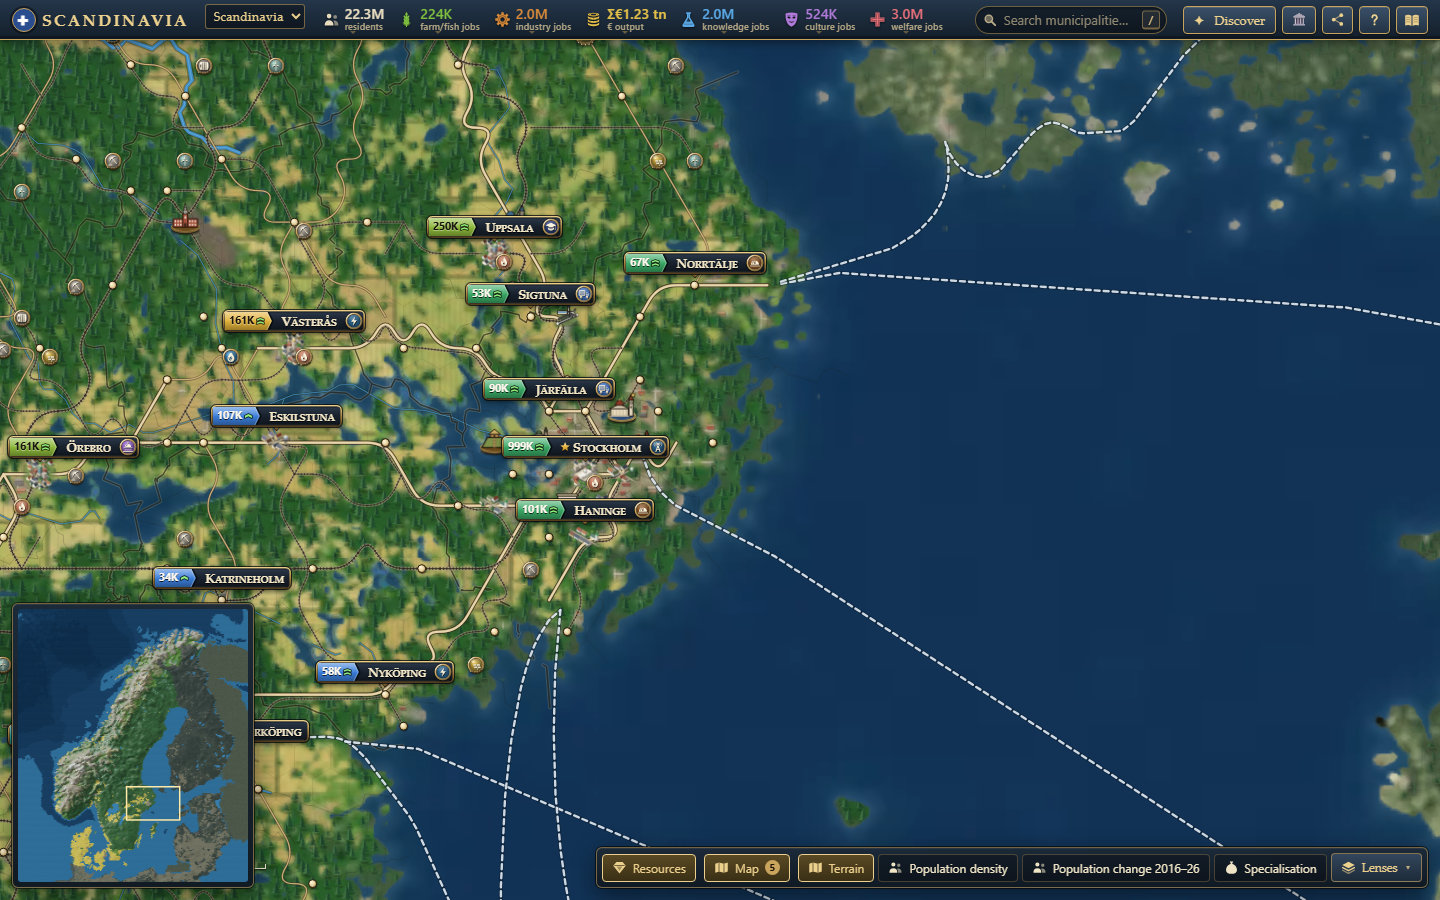 SCANDINAVIA
Scandinavia
22.3M
residents
224K
farm/fish jobs
2.0M
industry jobs
Σ€1.23 tn
€ output
2.0M
knowledge jobs
524K
culture jobs
3.0M
welfare jobs
Search municipalitie...
/
Discover
?
250K UPPSALA
67K NORRTÄLJE
53K SIGTUNA
161K VÄSTERÅS
90K JÄRFÄLLA
107K ESKILSTUNA
161K ÖREBRO
999K STOCKHOLM
101K HANINGE
34K KATRINEHOLM
58K NYKÖPING
RKÖPING
Resources
Map 5
Terrain
Population density
Population change 2016–26
Specialisation
Lenses